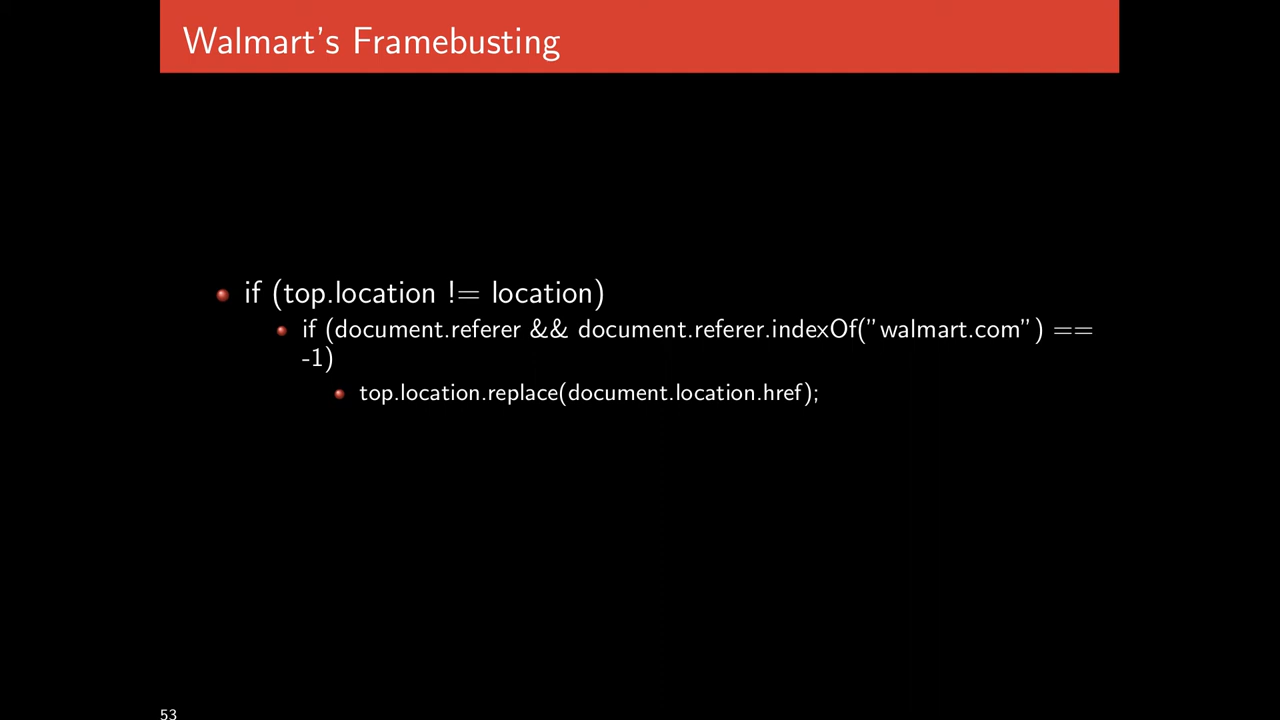 Walmart's Framebusting
if (top.location != location)
if (document.referer && document.referer.indexOf("walmart.com") ==
-1)
top.location.replace(document.location.href);
53